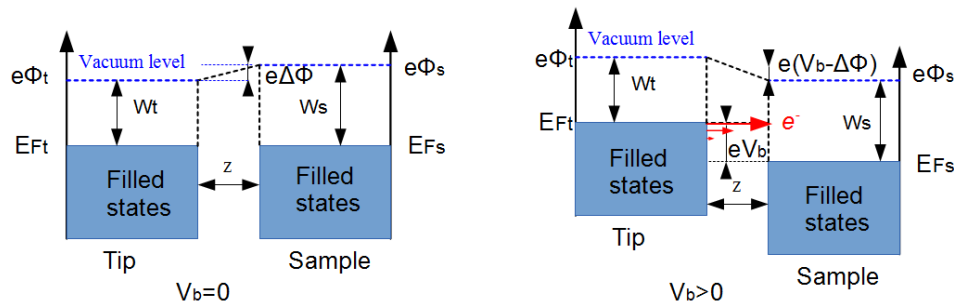 Vacuum level
eΦt
eΔΦ
eΦs
Wt
Ws
EFt
EFs
Filled
states
z
Filled
states
Tip
Sample
Vb=0
Vacuum level
eΦt
e(Vb-ΔΦ)
eΦs
Wt
Ws
EFt
e-
eVb
EFs
Filled
states
z
Filled
states
Tip
Sample
Vb>0